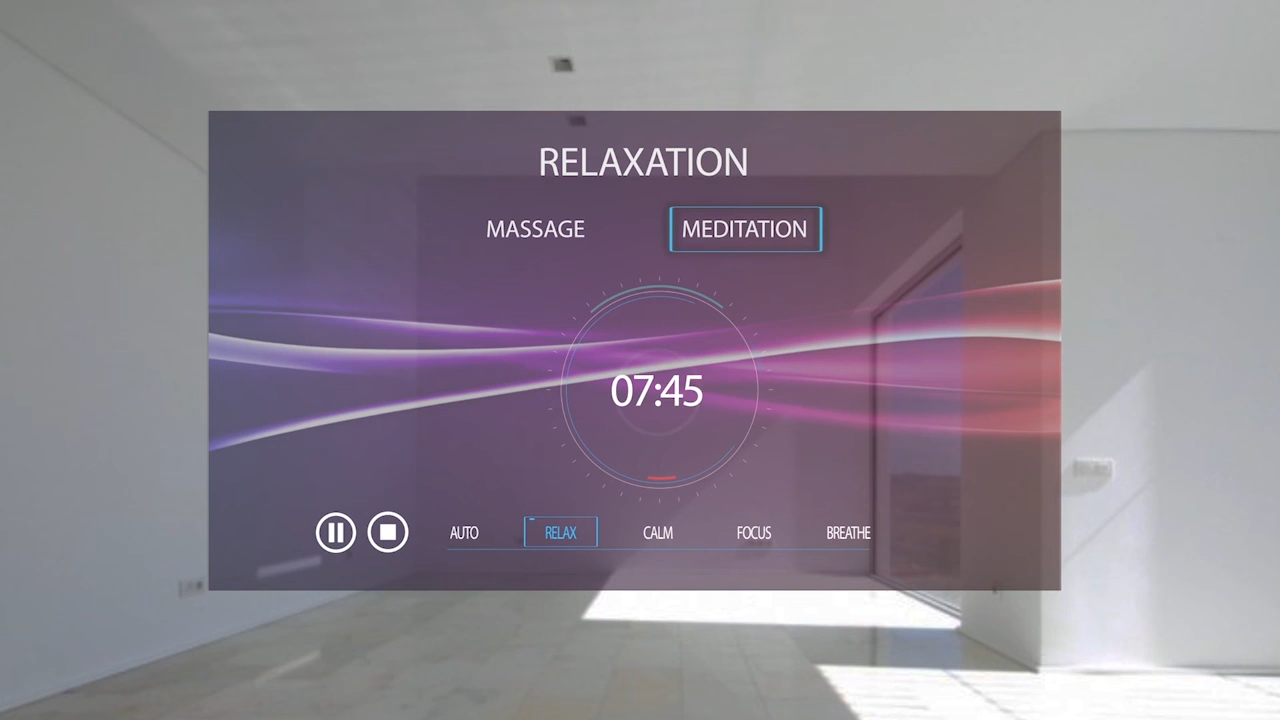 RELAXATION
MASSAGE MEDITATION
07:45
AUTO RELAX CALM FOCUS BREATHE